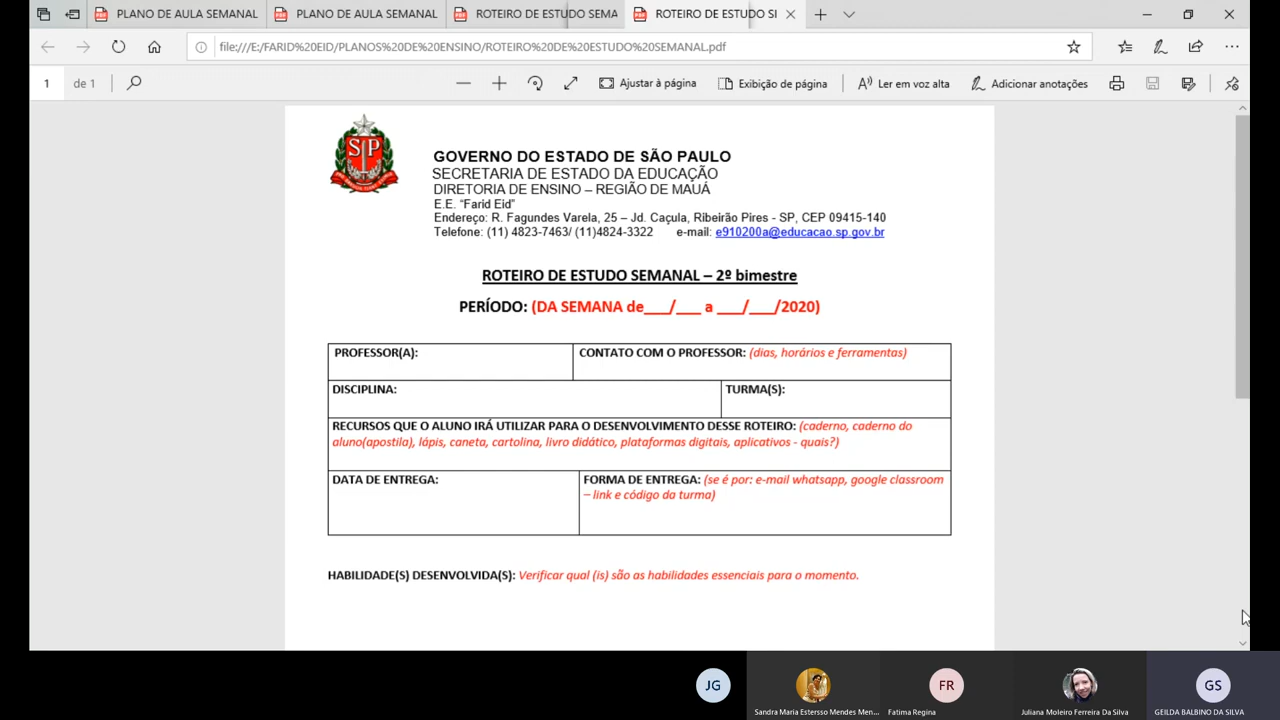 PLANO DE AULA SEMANAL
PLANO DE AULA SEMANAL
ROTEIRO DE ESTUDO SEMA
ROTEIRO DE ESTUDO SI
file:///E:/FARID%20EID/PLANOS%20DE%20ENSINO/ROTEIRO%20DE%20ESTUDO%20SEMANAL.pdf
1 de 1
Ajustar à página
Exibição de página
Ler em voz alta
Adicionar anotações
SP
GOVERNO DO ESTADO DE SÃO PAULO
SECRETARIA DE ESTADO DA EDUCAÇÃO
DIRETORIA DE ENSINO – REGIÃO DE MAUÁ
E.E. “Farid Eid”
Endereço: R. Fagundes Varela, 25 – Jd. Caçula, Ribeirão Pires - SP, CEP 09415-140
Telefone: (11) 4823-7463/ (11)4824-3322 e-mail: e910200a@educacao.sp.gov.br
ROTEIRO DE ESTUDO SEMANAL – 2º bimestre
PERÍODO: (DA SEMANA de___/___ a ___/___/2020)
PROFESSOR(A):
CONTATO COM O PROFESSOR: (dias, horários e ferramentas)
DISCIPLINA:
TURMA(S):
RECURSOS QUE O ALUNO IRÁ UTILIZAR PARA O DESENVOLVIMENTO DESSE ROTEIRO: (caderno, caderno do
aluno(apostila), lápis, caneta, cartolina, livro didático, plataformas digitais, aplicativos - quais?)
DATA DE ENTREGA:
FORMA DE ENTREGA: (se é por: e-mail whatsapp, google classroom
– link e código da turma)
HABILIDADE(S) DESENVOLVIDA(S): Verificar qual (is) são as habilidades essenciais para o momento.
JG
FR
GS
Sandra Maria Estersso Mendes Men...
Fatima Regina
Juliana Moleiro Ferreira Da Silva
GEILDA BALBINO DA SILVA